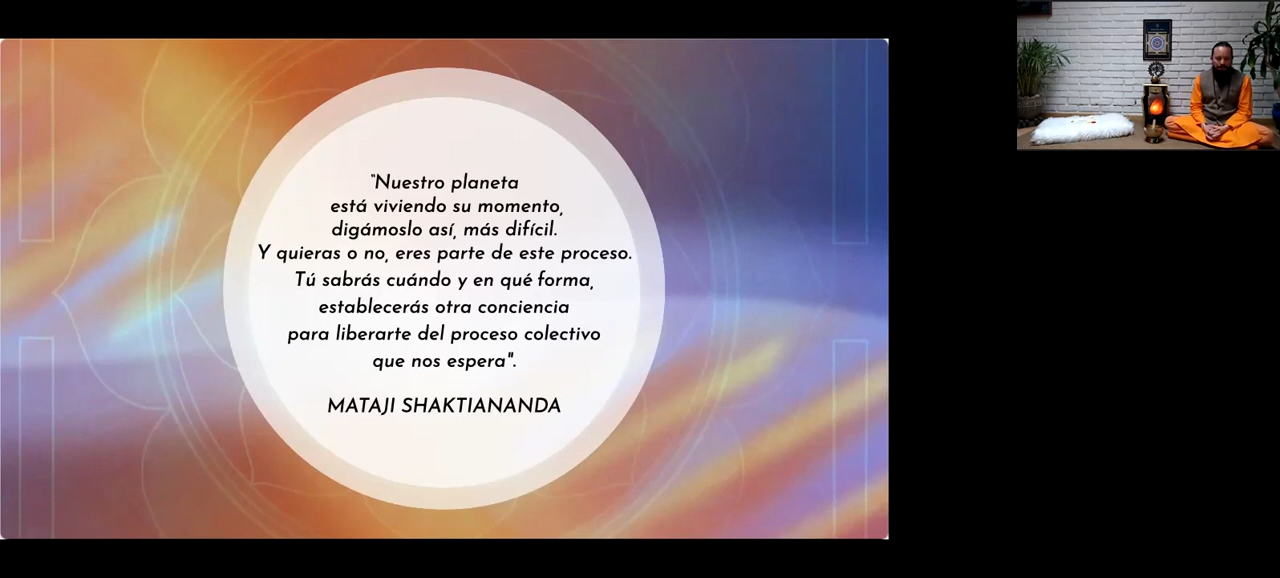 "Nuestro planeta
está viviendo su momento,
digámoslo así, más difícil.
Y quieras o no, eres parte de este proceso.
Tú sabrás cuándo y en qué forma,
establecerás otra conciencia
para liberarte del proceso colectivo
que nos espera".
MATAJI SHAKTIANANDA